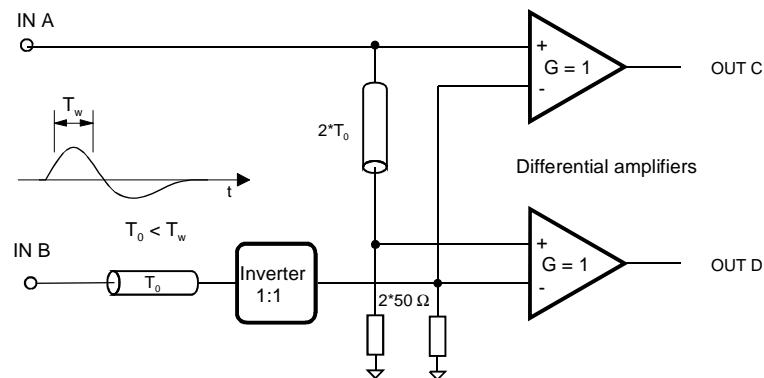 IN A
+
G = 1
-
OUT C
T_w
2*T_0
t
Differential amplifiers
T_0 < T_w
IN B
T_0
Inverter
1:1
2*50 Ω
+
G = 1
-
OUT D